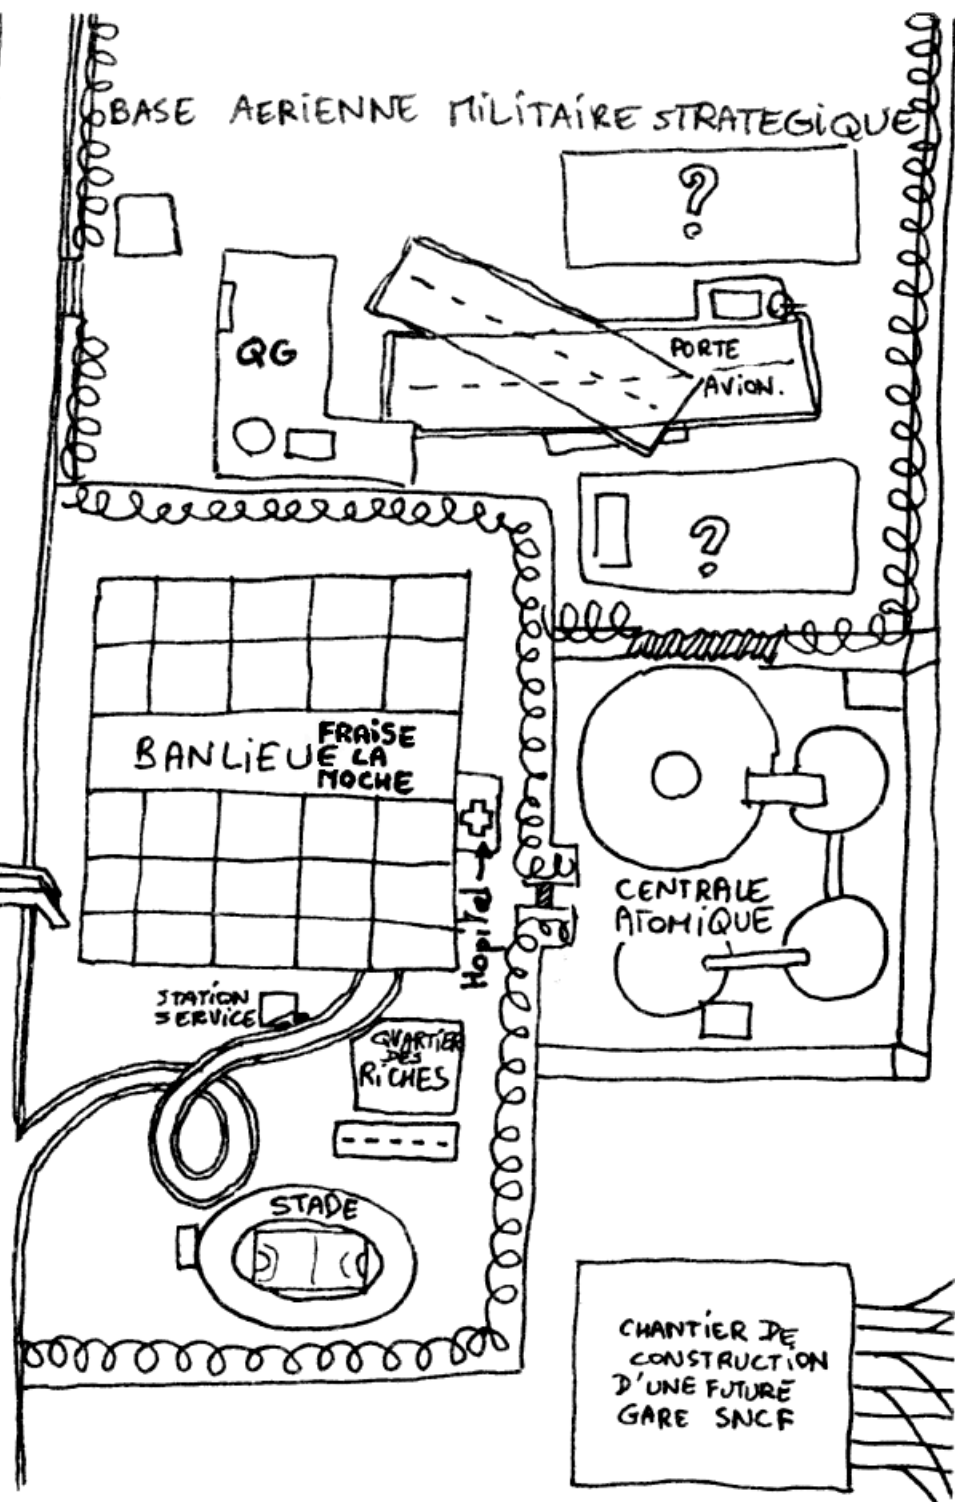 BASE AERIENNE MILITAIRE STRATEGIQUE
?
QG
PORTE
AVION.
?
BANLIEUE
FRAISE
LA
MOCHE
Hopital
CENTRALE
ATOMIQUE
STATION
SERVICE
QUARTIER
DES
RICHES
STADE
CHANTIER DE
CONSTRUCTION
D'UNE FUTURE
GARE SNCF